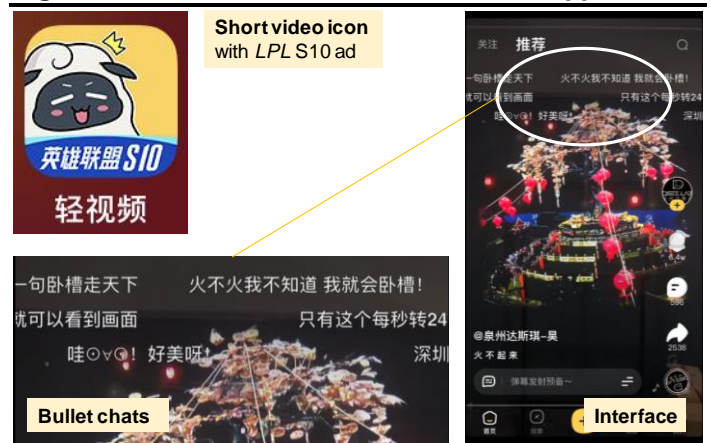 Short video icon
with LPL S10 ad
英雄联盟S10
轻视频
关注 推荐
一句卧槽走天下 火不火我不知道 我就会卧槽!
就可以看到画面 只有这个每秒转24
哇⊙∀⊙! 好美呀! 深圳
6.4w
596
2538
@泉州达斯琪-吴
火不起来
弹幕发射预备~
首页
Interface
一句卧槽走天下 火不火我不知道 我就会卧槽!
就可以看到画面 只有这个每秒转24
哇⊙∀⊙! 好美呀! 深圳
Bullet chats